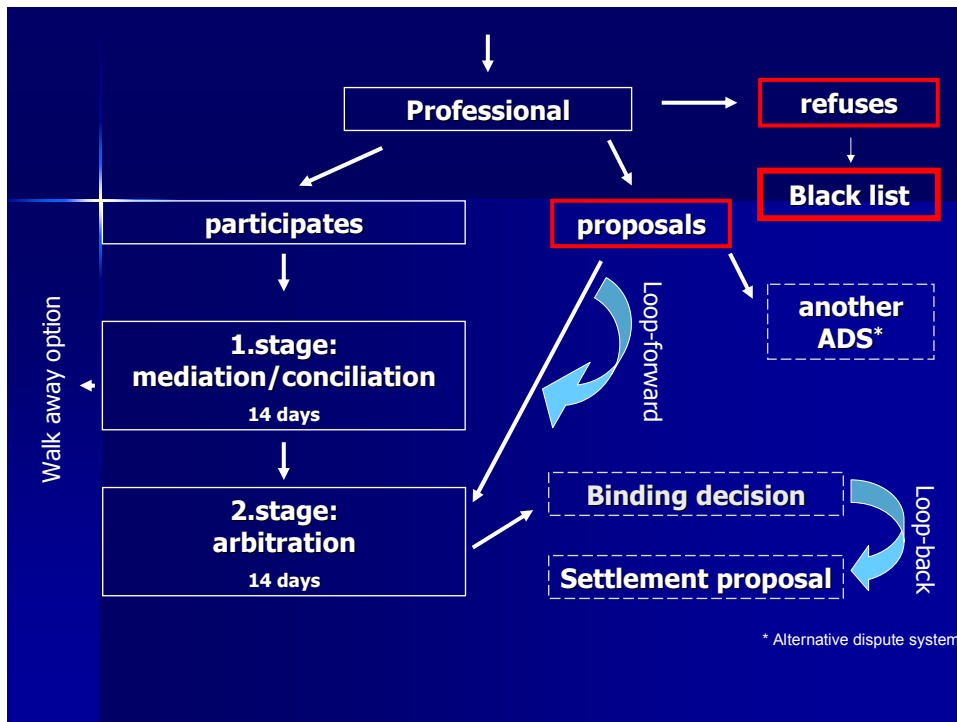 Professional
refuses
Black list
participates
proposals
another
ADS*
Loop-forward
Walk away option
1.stage:
mediation/conciliation
14 days
2.stage:
arbitration
14 days
Binding decision
Settlement proposal
Loop-back
* Alternative dispute system